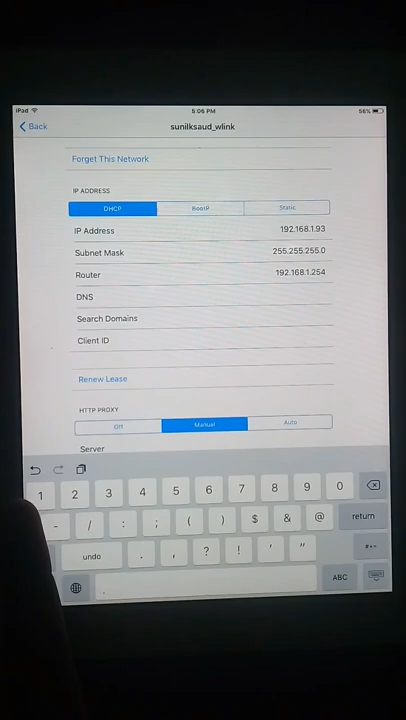 iPad 5:06 PM 56%
Back sunilksaud_wlink
Forget This Network
IP ADDRESS
DHCP BootP Static
IP Address 192.168.1.93
Subnet Mask 255.255.255.0
Router 192.168.1.254
DNS
Search Domains
Client ID
Renew Lease
HTTP PROXY
Off Manual Auto
Server
1 2 3 4 5 6 7 8 9 0
- / : ; ( ) $ & @ return
undo . , ? ! ' " #+=
ABC